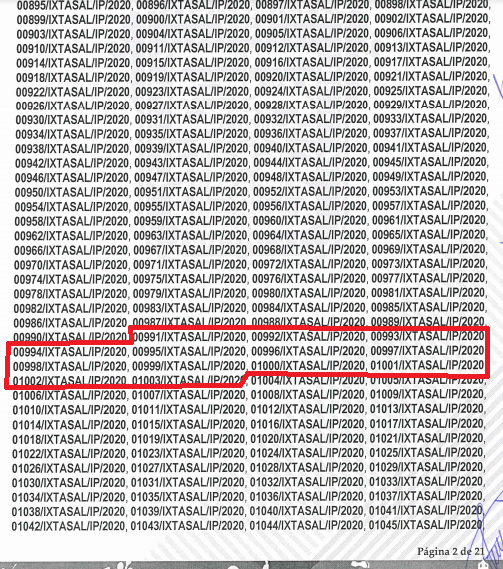 00895/IXTASAL/IP/2020, 00896/IXTASAL/IP/2020, 00897/IXTASAL/IP/2020, 00898/IXTASAL/IP/2020,
00899/IXTASAL/IP/2020, 00900/IXTASAL/IP/2020, 00901/IXTASAL/IP/2020, 00902/IXTASAL/IP/2020,
00903/IXTASAL/IP/2020, 00904/IXTASAL/IP/2020, 00905/IXTASAL/IP/2020, 00906/IXTASAL/IP/2020,
00910/IXTASAL/IP/2020, 00911/IXTASAL/IP/2020, 00912/IXTASAL/IP/2020, 00913/IXTASAL/IP/2020,
00914/IXTASAL/IP/2020, 00915/IXTASAL/IP/2020, 00916/IXTASAL/IP/2020, 00917/IXTASAL/IP/2020,
00918/IXTASAL/IP/2020, 00919/IXTASAL/IP/2020, 00920/IXTASAL/IP/2020, 00921/IXTASAL/IP/2020,
00922/IXTASAL/IP/2020, 00923/IXTASAL/IP/2020, 00924/IXTASAL/IP/2020, 00925/IXTASAL/IP/2020,
00926/IXTASAL/IP/2020, 00927/IXTASAL/IP/2020, 00928/IXTASAL/IP/2020, 00929/IXTASAL/IP/2020,
00930/IXTASAL/IP/2020, 00931/IXTASAL/IP/2020, 00932/IXTASAL/IP/2020, 00933/IXTASAL/IP/2020,
00934/IXTASAL/IP/2020, 00935/IXTASAL/IP/2020, 00936/IXTASAL/IP/2020, 00937/IXTASAL/IP/2020,
00938/IXTASAL/IP/2020, 00939/IXTASAL/IP/2020, 00940/IXTASAL/IP/2020, 00941/IXTASAL/IP/2020,
00942/IXTASAL/IP/2020, 00943/IXTASAL/IP/2020, 00944/IXTASAL/IP/2020, 00945/IXTASAL/IP/2020,
00946/IXTASAL/IP/2020, 00947/IXTASAL/IP/2020, 00948/IXTASAL/IP/2020, 00949/IXTASAL/IP/2020,
00950/IXTASAL/IP/2020, 00951/IXTASAL/IP/2020, 00952/IXTASAL/IP/2020, 00953/IXTASAL/IP/2020,
00954/IXTASAL/IP/2020, 00955/IXTASAL/IP/2020, 00956/IXTASAL/IP/2020, 00957/IXTASAL/IP/2020,
00958/IXTASAL/IP/2020, 00959/IXTASAL/IP/2020, 00960/IXTASAL/IP/2020, 00961/IXTASAL/IP/2020,
00962/IXTASAL/IP/2020, 00963/IXTASAL/IP/2020, 00964/IXTASAL/IP/2020, 00965/IXTASAL/IP/2020,
00966/IXTASAL/IP/2020, 00967/IXTASAL/IP/2020, 00968/IXTASAL/IP/2020, 00969/IXTASAL/IP/2020,
00970/IXTASAL/IP/2020, 00971/IXTASAL/IP/2020, 00972/IXTASAL/IP/2020, 00973/IXTASAL/IP/2020,
00974/IXTASAL/IP/2020, 00975/IXTASAL/IP/2020, 00976/IXTASAL/IP/2020, 00977/IXTASAL/IP/2020,
00978/IXTASAL/IP/2020, 00979/IXTASAL/IP/2020, 00980/IXTASAL/IP/2020, 00981/IXTASAL/IP/2020,
00982/IXTASAL/IP/2020, 00983/IXTASAL/IP/2020, 00984/IXTASAL/IP/2020, 00985/IXTASAL/IP/2020,
00986/IXTASAL/IP/2020, 00987/IXTASAL/IP/2020, 00988/IXTASAL/IP/2020, 00989/IXTASAL/IP/2020,
00990/IXTASAL/IP/2020, 00991/IXTASAL/IP/2020, 00992/IXTASAL/IP/2020, 00993/IXTASAL/IP/2020,
00994/IXTASAL/IP/2020, 00995/IXTASAL/IP/2020, 00996/IXTASAL/IP/2020, 00997/IXTASAL/IP/2020,
00998/IXTASAL/IP/2020, 00999/IXTASAL/IP/2020, 01000/IXTASAL/IP/2020, 01001/IXTASAL/IP/2020,
01002/IXTASAL/IP/2020, 01003/IXTASAL/IP/2020, 01004/IXTASAL/IP/2020, 01005/IXTASAL/IP/2020,
01006/IXTASAL/IP/2020, 01007/IXTASAL/IP/2020, 01008/IXTASAL/IP/2020, 01009/IXTASAL/IP/2020,
01010/IXTASAL/IP/2020, 01011/IXTASAL/IP/2020, 01012/IXTASAL/IP/2020, 01013/IXTASAL/IP/2020,
01014/IXTASAL/IP/2020, 01015/IXTASAL/IP/2020, 01016/IXTASAL/IP/2020, 01017/IXTASAL/IP/2020,
01018/IXTASAL/IP/2020, 01019/IXTASAL/IP/2020, 01020/IXTASAL/IP/2020, 01021/IXTASAL/IP/2020,
01022/IXTASAL/IP/2020, 01023/IXTASAL/IP/2020, 01024/IXTASAL/IP/2020, 01025/IXTASAL/IP/2020,
01026/IXTASAL/IP/2020, 01027/IXTASAL/IP/2020, 01028/IXTASAL/IP/2020, 01029/IXTASAL/IP/2020,
01030/IXTASAL/IP/2020, 01031/IXTASAL/IP/2020, 01032/IXTASAL/IP/2020, 01033/IXTASAL/IP/2020,
01034/IXTASAL/IP/2020, 01035/IXTASAL/IP/2020, 01036/IXTASAL/IP/2020, 01037/IXTASAL/IP/2020,
01038/IXTASAL/IP/2020, 01039/IXTASAL/IP/2020, 01040/IXTASAL/IP/2020, 01041/IXTASAL/IP/2020,
01042/IXTASAL/IP/2020, 01043/IXTASAL/IP/2020, 01044/IXTASAL/IP/2020, 01045/IXTASAL/IP/2020,
Página 2 de 21